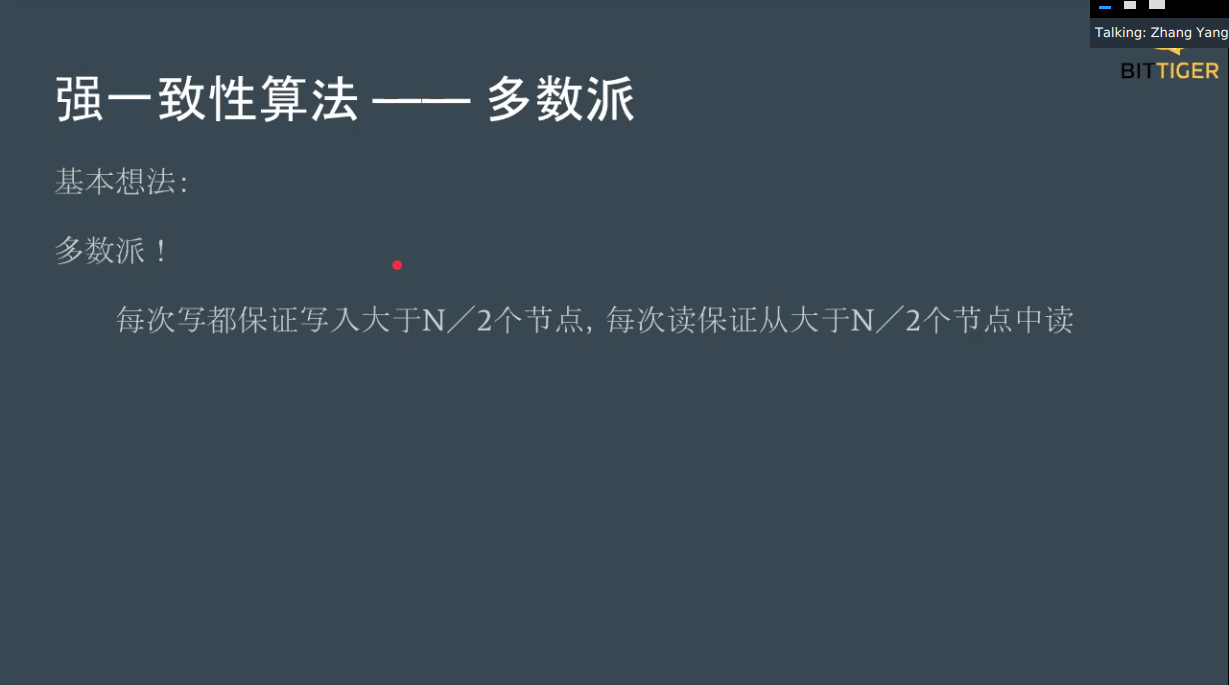 Talking: Zhang Yang
BITTIGER
强一致性算法 —— 多数派
基本想法：
多数派！
每次写都保证写入大于N／2个节点, 每次读保证从大于N／2个节点中读